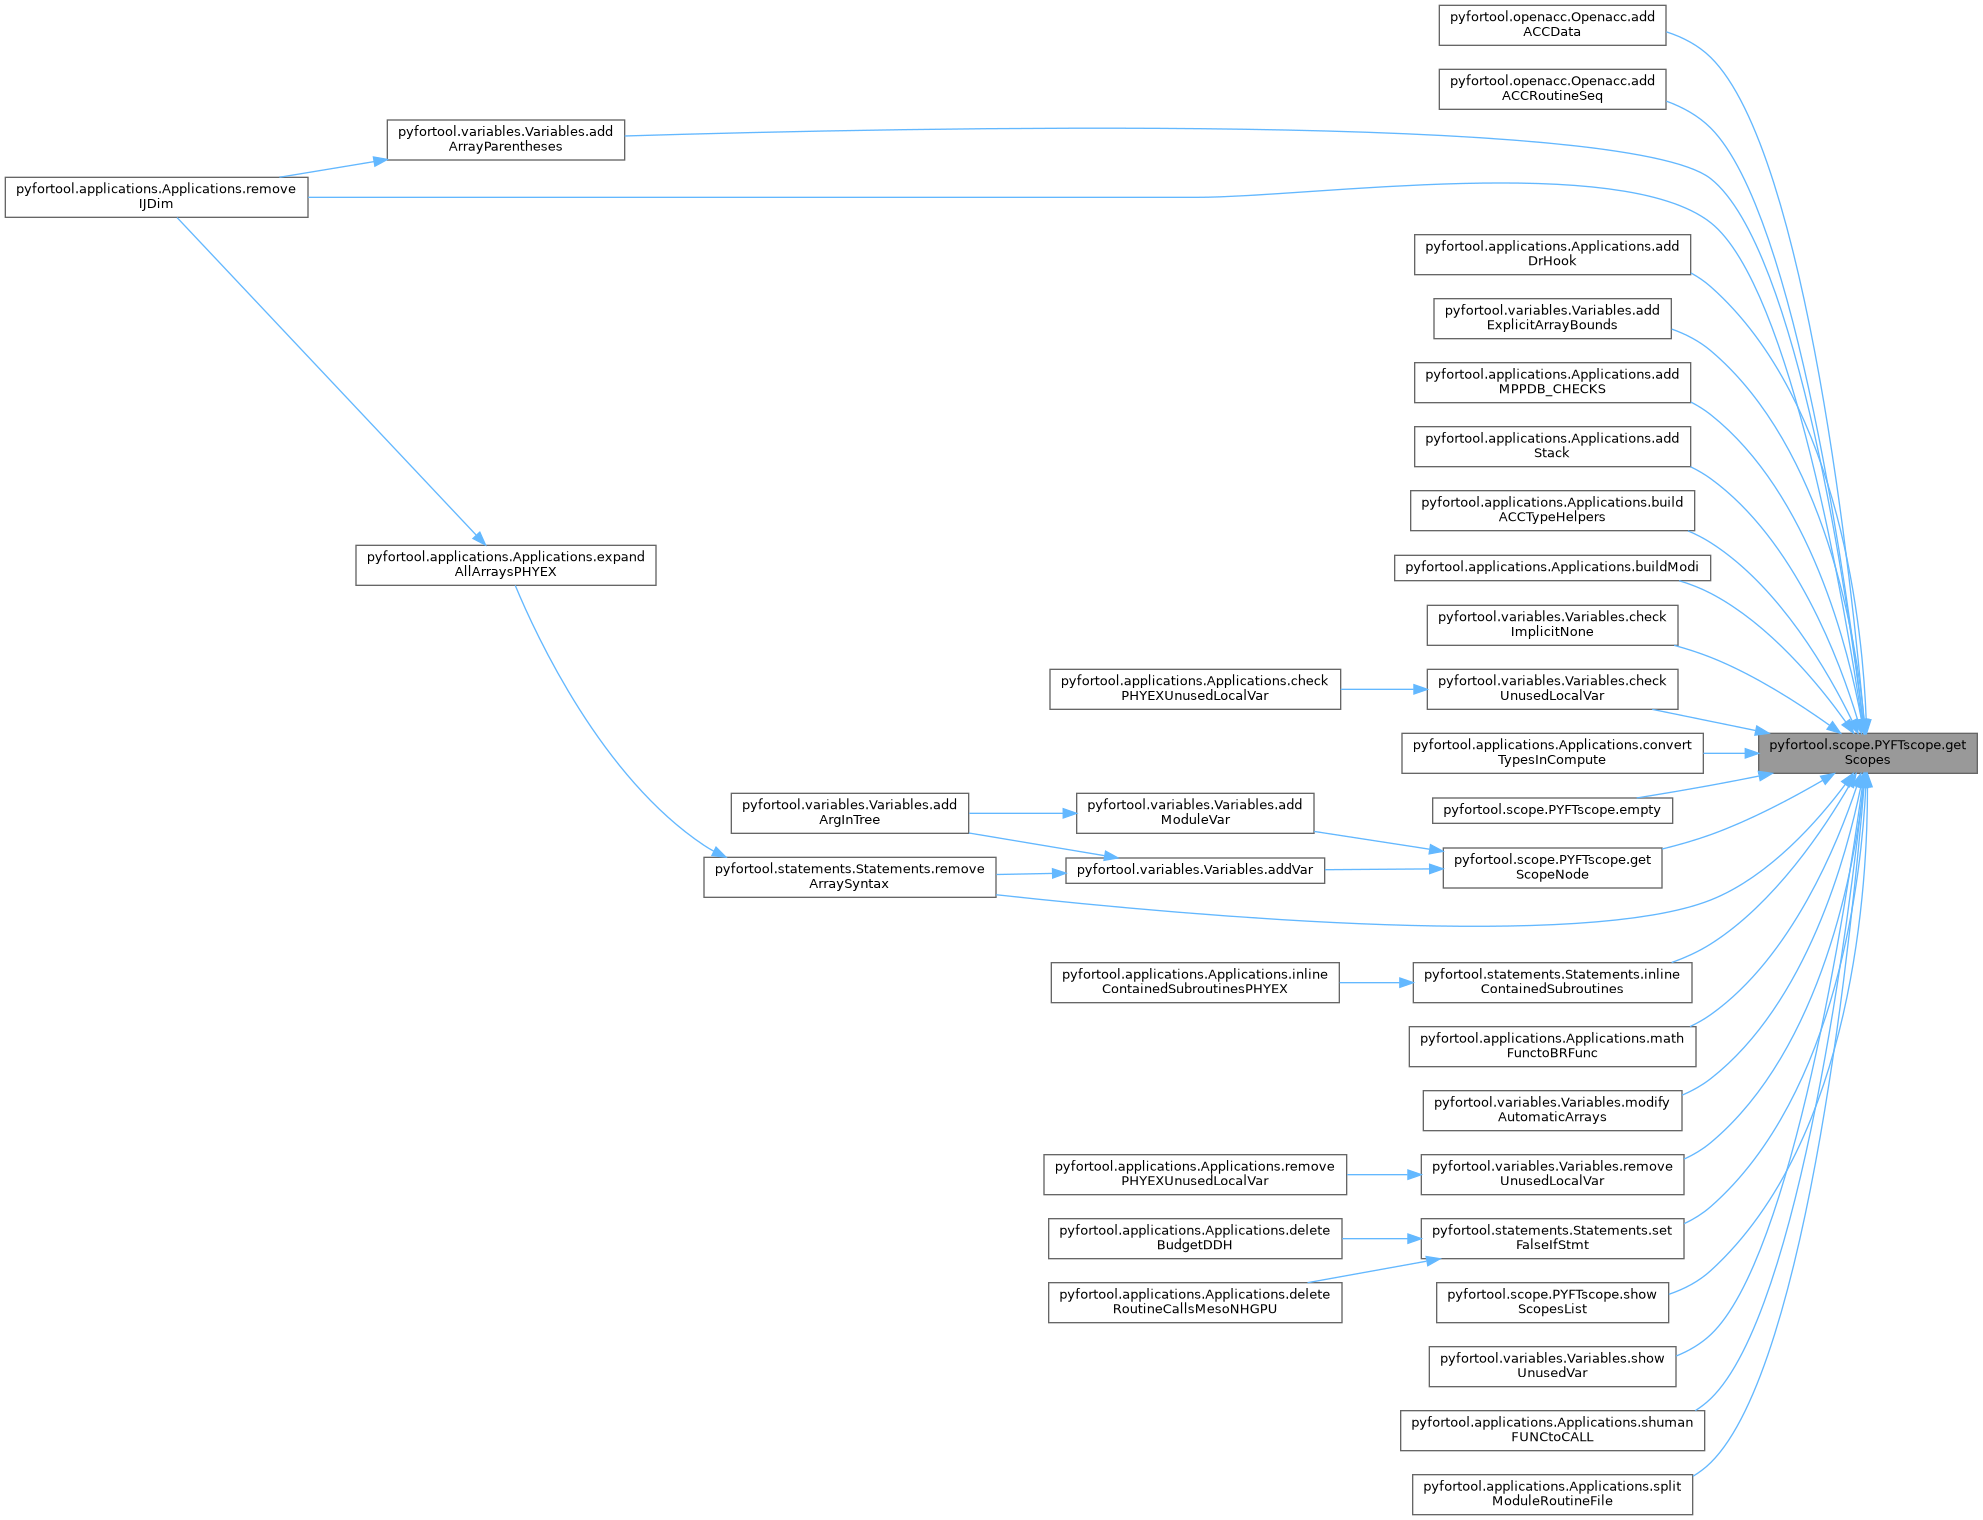 pyfortool.openacc.Openacc.add
ACCData
pyfortool.openacc.Openacc.add
ACCRoutineSeq
pyfortool.variables.Variables.add
ArrayParentheses
pyfortool.applications.Applications.remove
IJDim
pyfortool.applications.Applications.add
DrHook
pyfortool.variables.Variables.add
ExplicitArrayBounds
pyfortool.applications.Applications.add
MPPDB_CHECKS
pyfortool.applications.Applications.add
Stack
pyfortool.applications.Applications.build
ACCTypeHelpers
pyfortool.applications.Applications.expand
AllArraysPHYEX
pyfortool.applications.Applications.buildModi
pyfortool.variables.Variables.check
ImplicitNone
pyfortool.applications.Applications.check
PHYEXUnusedLocalVar
pyfortool.variables.Variables.check
UnusedLocalVar
pyfortool.applications.Applications.convert
TypesInCompute
pyfortool.scope.PYFTscope.get
Scopes
pyfortool.scope.PYFTscope.empty
pyfortool.variables.Variables.add
ArgInTree
pyfortool.variables.Variables.add
ModuleVar
pyfortool.statements.Statements.remove
ArraySyntax
pyfortool.variables.Variables.addVar
pyfortool.scope.PYFTscope.get
ScopeNode
pyfortool.applications.Applications.inline
ContainedSubroutinesPHYEX
pyfortool.statements.Statements.inline
ContainedSubroutines
pyfortool.applications.Applications.math
FunctoBRFunc
pyfortool.variables.Variables.modify
AutomaticArrays
pyfortool.applications.Applications.remove
PHYEXUnusedLocalVar
pyfortool.variables.Variables.remove
UnusedLocalVar
pyfortool.applications.Applications.delete
BudgetDDH
pyfortool.statements.Statements.set
FalseIfStmt
pyfortool.applications.Applications.delete
RoutineCallsMesoNHGPU
pyfortool.scope.PYFTscope.show
ScopesList
pyfortool.variables.Variables.show
UnusedVar
pyfortool.applications.Applications.shuman
FUNCtoCALL
pyfortool.applications.Applications.split
ModuleRoutineFile